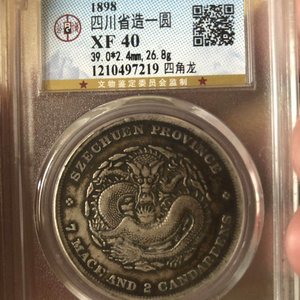 1898
四川省造一圆
XF 40
39.0*2.4mm,26.8g
1210497219 四角龙
文物鉴定委员会监制
SZECHUEN PROVINCE
7 MACE AND 2 CANDAREENS